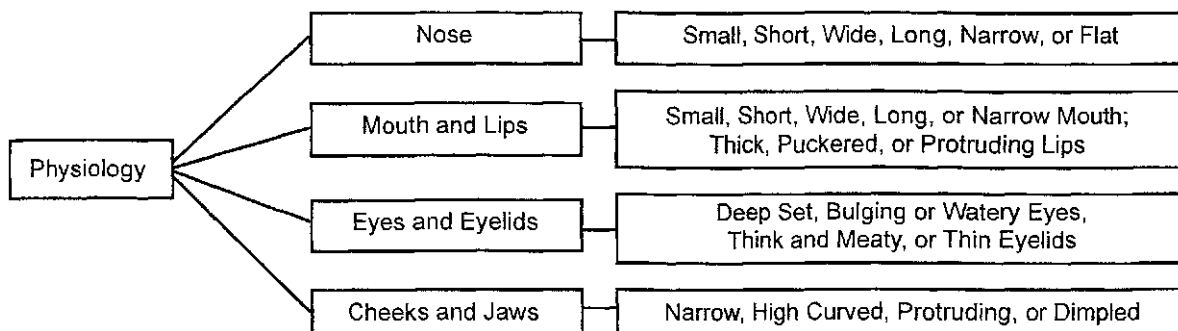 Physiology
Nose
Small, Short, Wide, Long, Narrow, or Flat
Mouth and Lips
Small, Short, Wide, Long, or Narrow Mouth;
Thick, Puckered, or Protruding Lips
Eyes and Eyelids
Deep Set, Bulging or Watery Eyes,
Think and Meaty, or Thin Eyelids
Cheeks and Jaws
Narrow, High Curved, Protruding, or Dimpled